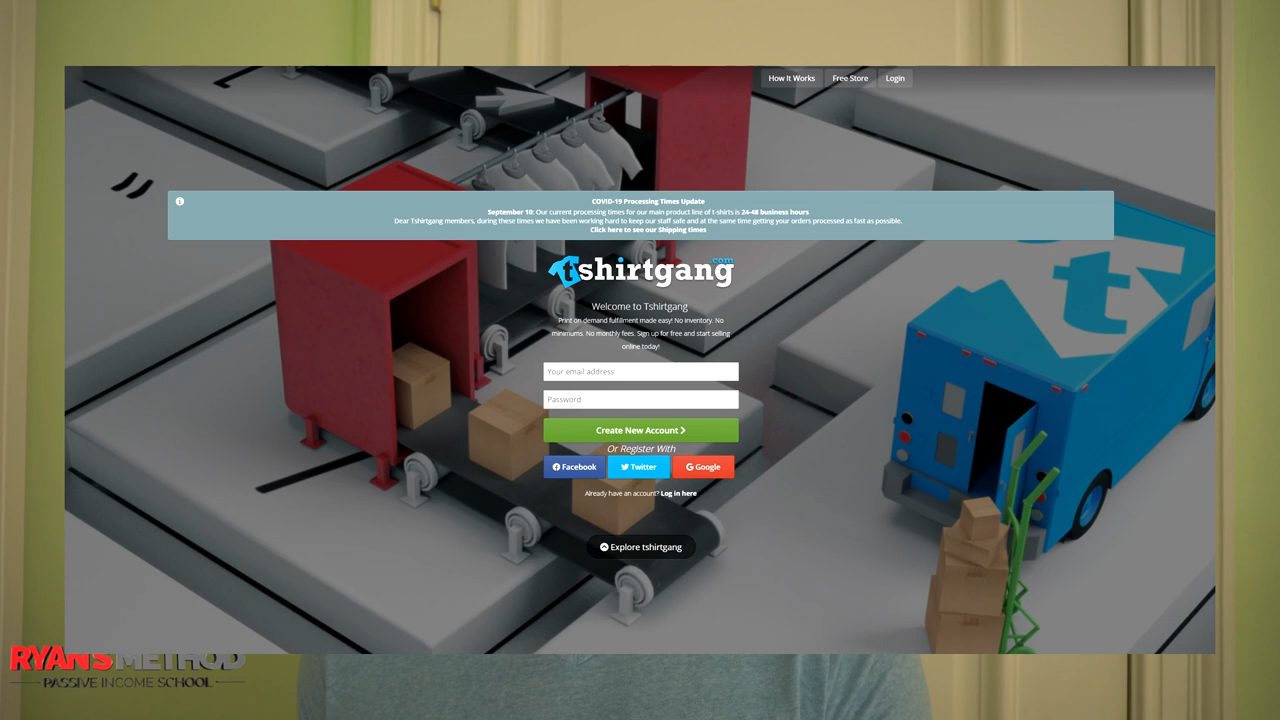 How It Works Free Store Login
COVID-19 Processing Times Update
September 10: Our current processing times for our main product line of t-shirts is 24-48 business hours
Dear Tshirtgang members, during these times we have been working hard to keep our staff safe and at the same time getting your orders processed as fast as possible.
Click here to see our Shipping times
tshirtgang.com
Welcome to Tshirtgang
Print on demand fulfillment made easy! No inventory. No
minimums. No monthly fees. Sign up for free and start selling
online today!
Your email address
Password
Create New Account
Or Register With
Facebook Twitter Google
Already have an account? Log in here
Explore tshirtgang
t
RYAN'S METHOD
PASSIVE INCOME SCHOOL